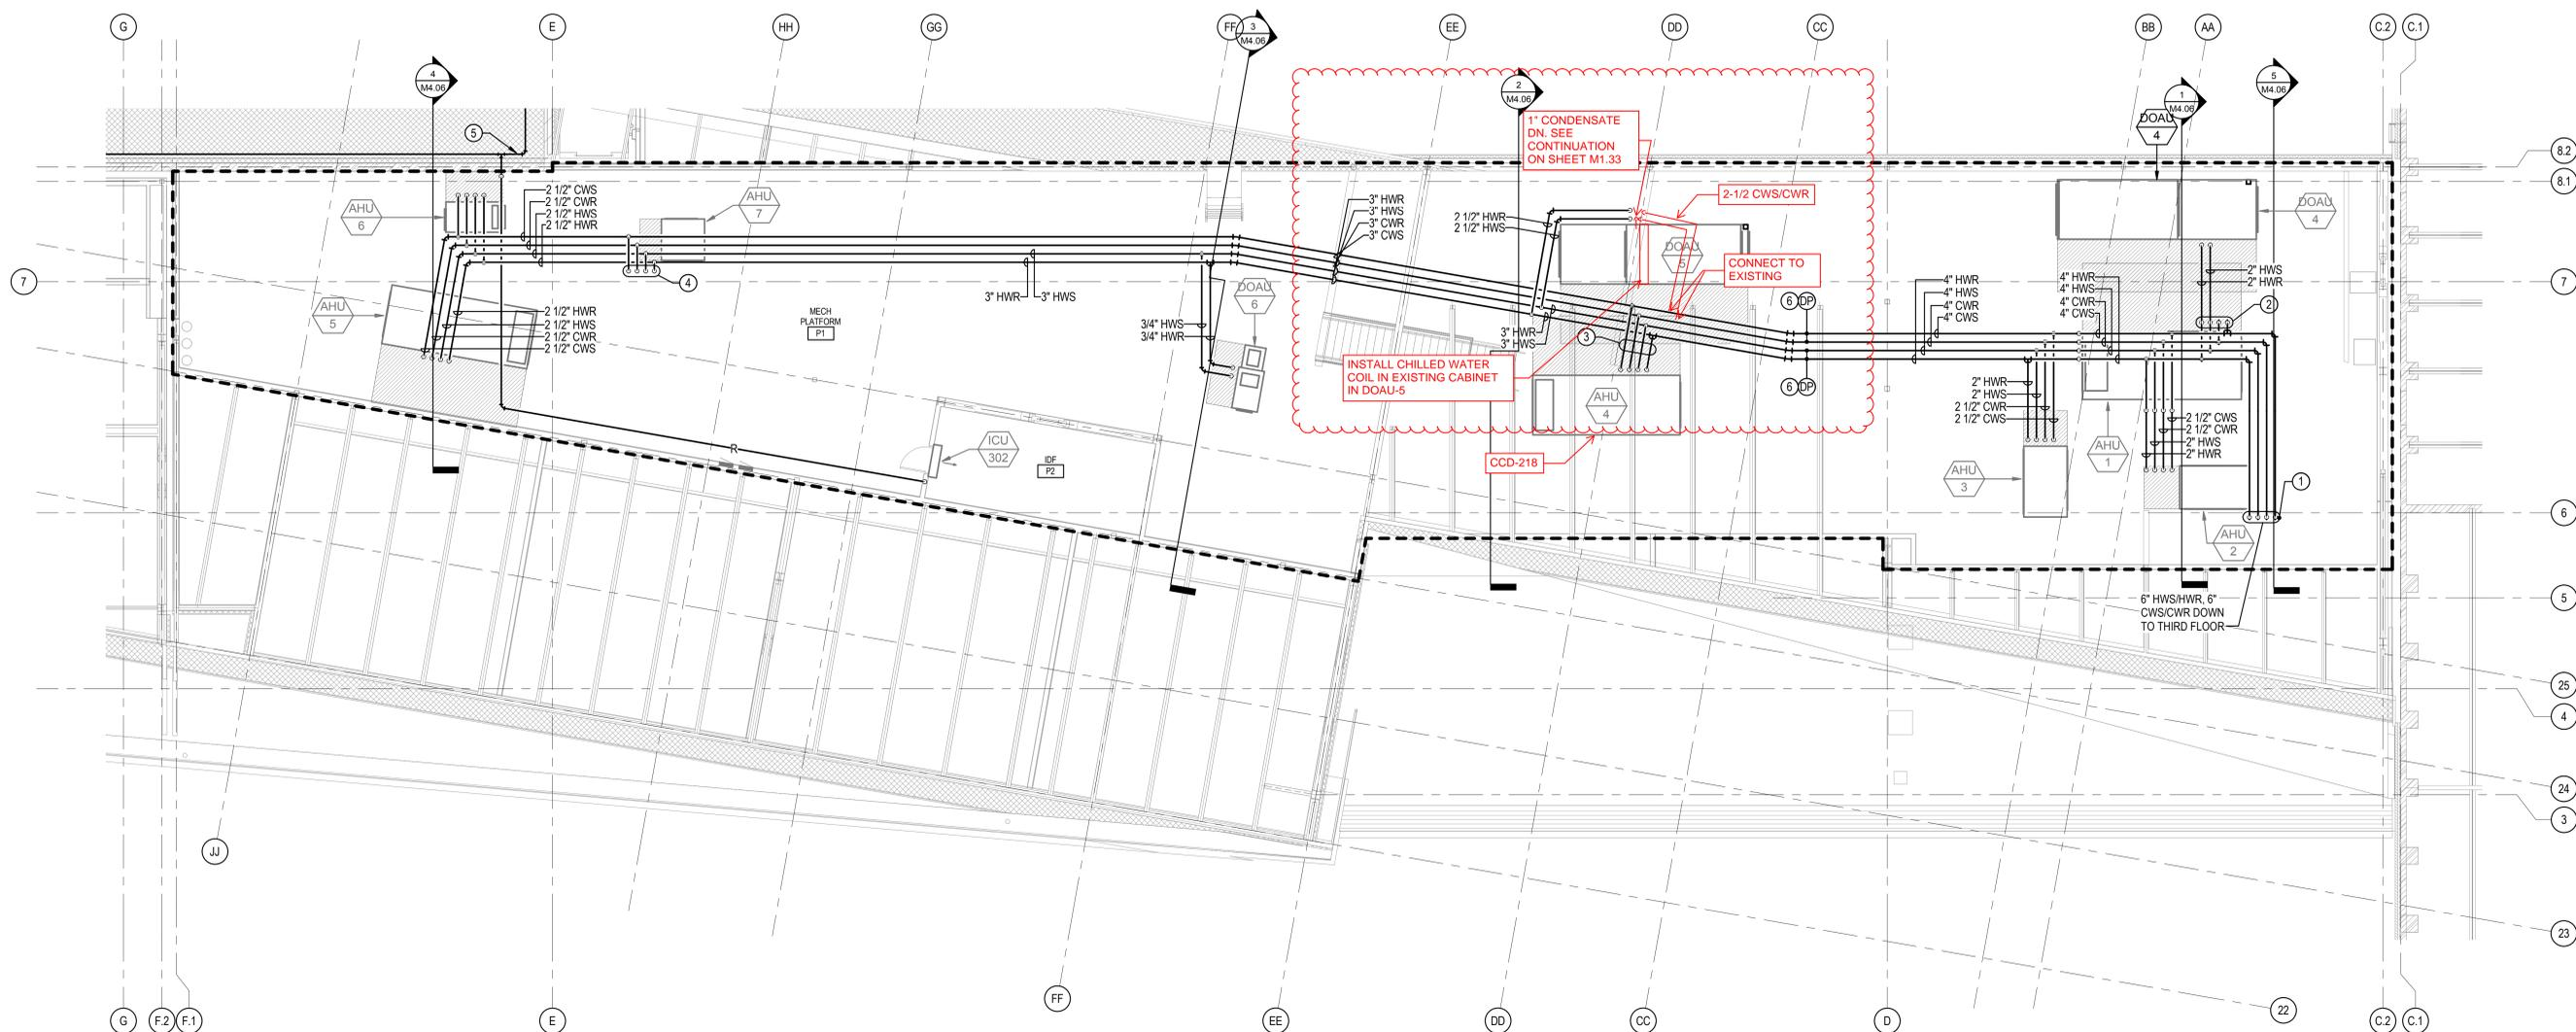 G
E
HH
GG
FF
EE
DD
CC
BB
AA
C.2
C.1
3
M4.06
4
M4.06
2
M4.06
1
M4.06
5
M4.06
8.2
8.1
7
7
6
5
25
4
24
3
23
22
5
AHU
6
2 1/2" CWS
2 1/2" CWR
2 1/2" HWS
2 1/2" HWR
AHU
7
4
AHU
5
2 1/2" HWR
2 1/2" HWS
2 1/2" CWR
2 1/2" CWS
MECH
PLATFORM
P1
3" HWR
3" HWS
3/4" HWS
3/4" HWR
DOAU
6
R
ICU
302
IDF
P2
3" HWR
3" HWS
3" CWR
3" CWS
1" CONDENSATE
DN. SEE
CONTINUATION
ON SHEET M1.33
2-1/2 CWS/CWR
2 1/2" HWR
2 1/2" HWS
DOAU
5
CONNECT TO
EXISTING
3" HWR
3" HWS
3
INSTALL CHILLED WATER
COIL IN EXISTING CABINET
IN DOAU-5
AHU
4
CCD-218
6
DP
6
DP
DOAU
4
DOAU
4
4" HWR
4" HWS
4" CWR
4" CWS
4" HWR
4" HWS
4" CWR
4" CWS
2" HWS
2" HWR
2
2" HWR
2" HWS
2 1/2" CWR
2 1/2" CWS
2 1/2" CWS
2 1/2" CWR
2" HWS
2" HWR
AHU
1
AHU
3
AHU
2
1
6" HWS/HWR, 6"
CWS/CWR DOWN
TO THIRD FLOOR
JJ
G
F.2
F.1
E
FF
EE
DD
CC
D
C.2
C.1